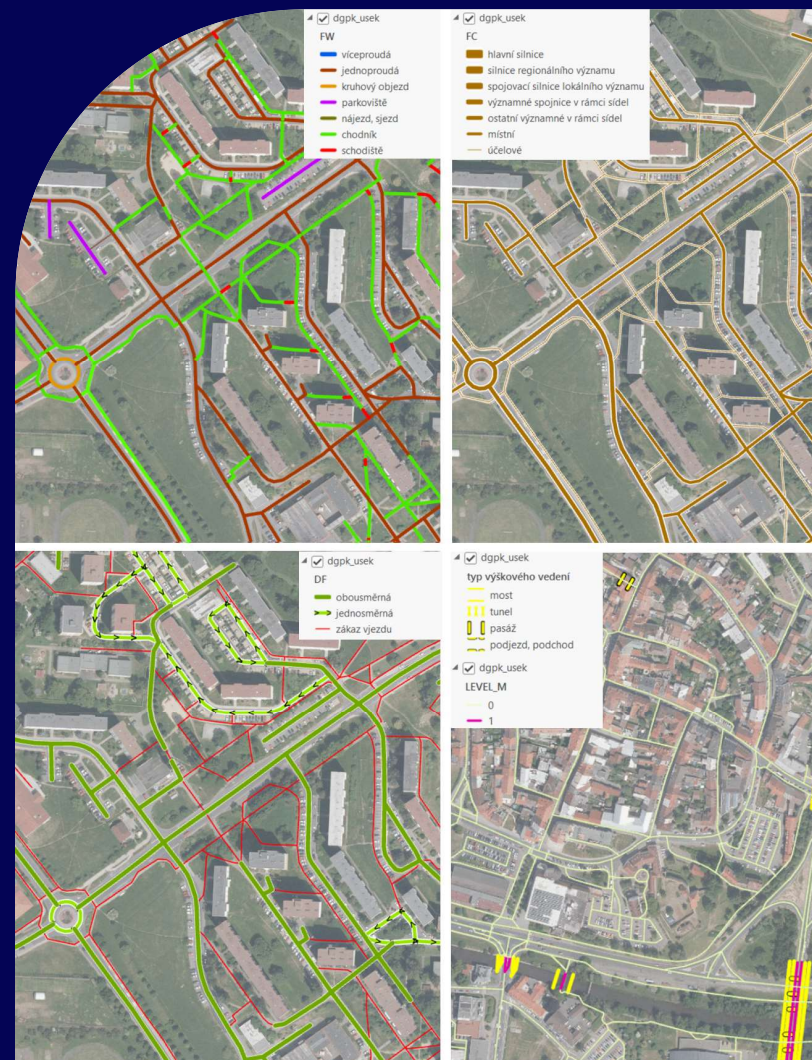 dgpk_usek
FW
víceproudá
jednoproudá
kruhový objezd
parkoviště
nájezd, sjezd
chodník
schodiště
dgpk_usek
FC
hlavní silnice
silnice regionálního významu
spojovací silnice lokálního významu
významné spojnice v rámci sídel
ostatní významné v rámci sídel
místní
účelové
dgpk_usek
DF
obousměrná
jednosměrná
zákaz vjezdu
dgpk_usek
typ výškového vedení
most
tunel
pasáž
podjezd, podchod
dgpk_usek
LEVEL_M
0
1